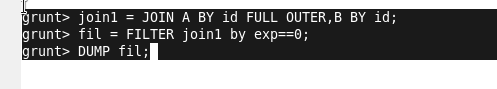 grunt> join1 = JOIN A BY id FULL OUTER,B BY id;
grunt> fil = FILTER join1 by exp==0;
grunt> DUMP fil;